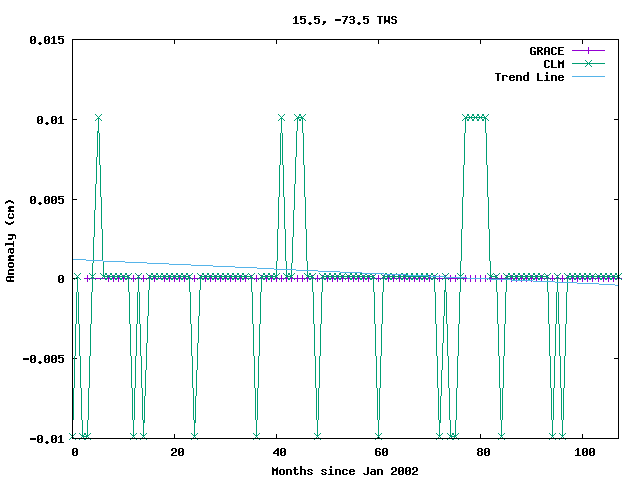 15.5, -73.5 TWS
GRACE
CLM
Trend Line
0.015
0.01
0.005
0
-0.005
-0.01
Anomaly (cm)
0 20 40 60 80 100
Months since Jan 2002